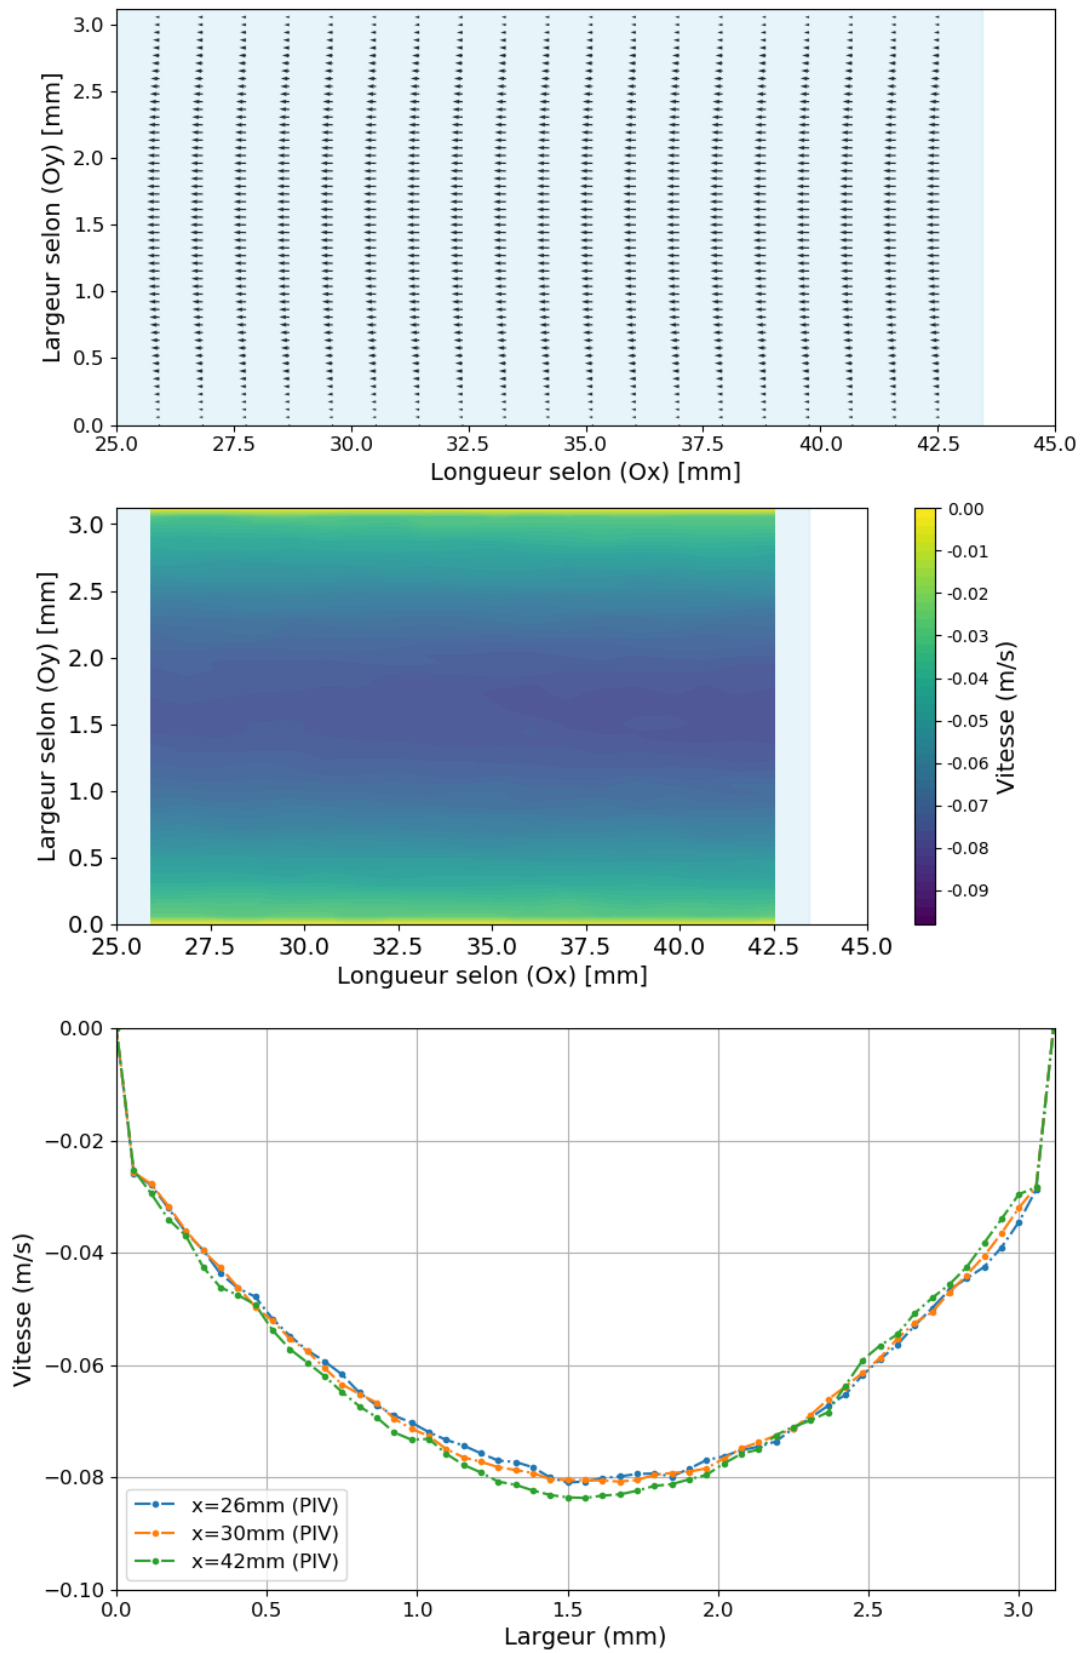 3.0
2.5
2.0
1.5
1.0
0.5
0.0
Largeur selon (Oy) [mm]
25.0 27.5 30.0 32.5 35.0 37.5 40.0 42.5 45.0
Longueur selon (Ox) [mm]
3.0
2.5
2.0
1.5
1.0
0.5
0.0
Largeur selon (Oy) [mm]
25.0 27.5 30.0 32.5 35.0 37.5 40.0 42.5 45.0
Longueur selon (Ox) [mm]
0.00
-0.01
-0.02
-0.03
-0.04
-0.05
-0.06
-0.07
-0.08
-0.09
Vitesse (m/s)
0.00
−0.02
−0.04
−0.06
−0.08
−0.10
Vitesse (m/s)
x=26mm (PIV)
x=30mm (PIV)
x=42mm (PIV)
0.0 0.5 1.0 1.5 2.0 2.5 3.0
Largeur (mm)